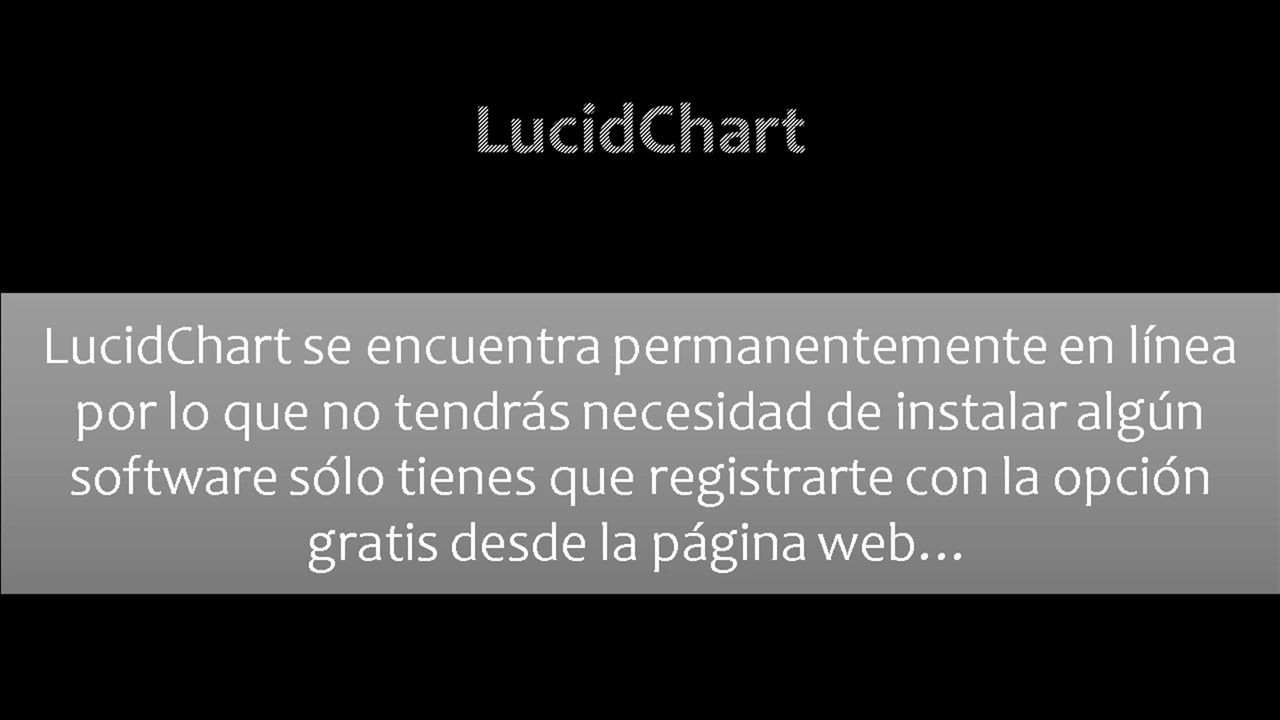 LucidChart
LucidChart se encuentra permanentemente en línea
por lo que no tendrás necesidad de instalar algún
software sólo tienes que registrarte con la opción
gratis desde la página web...